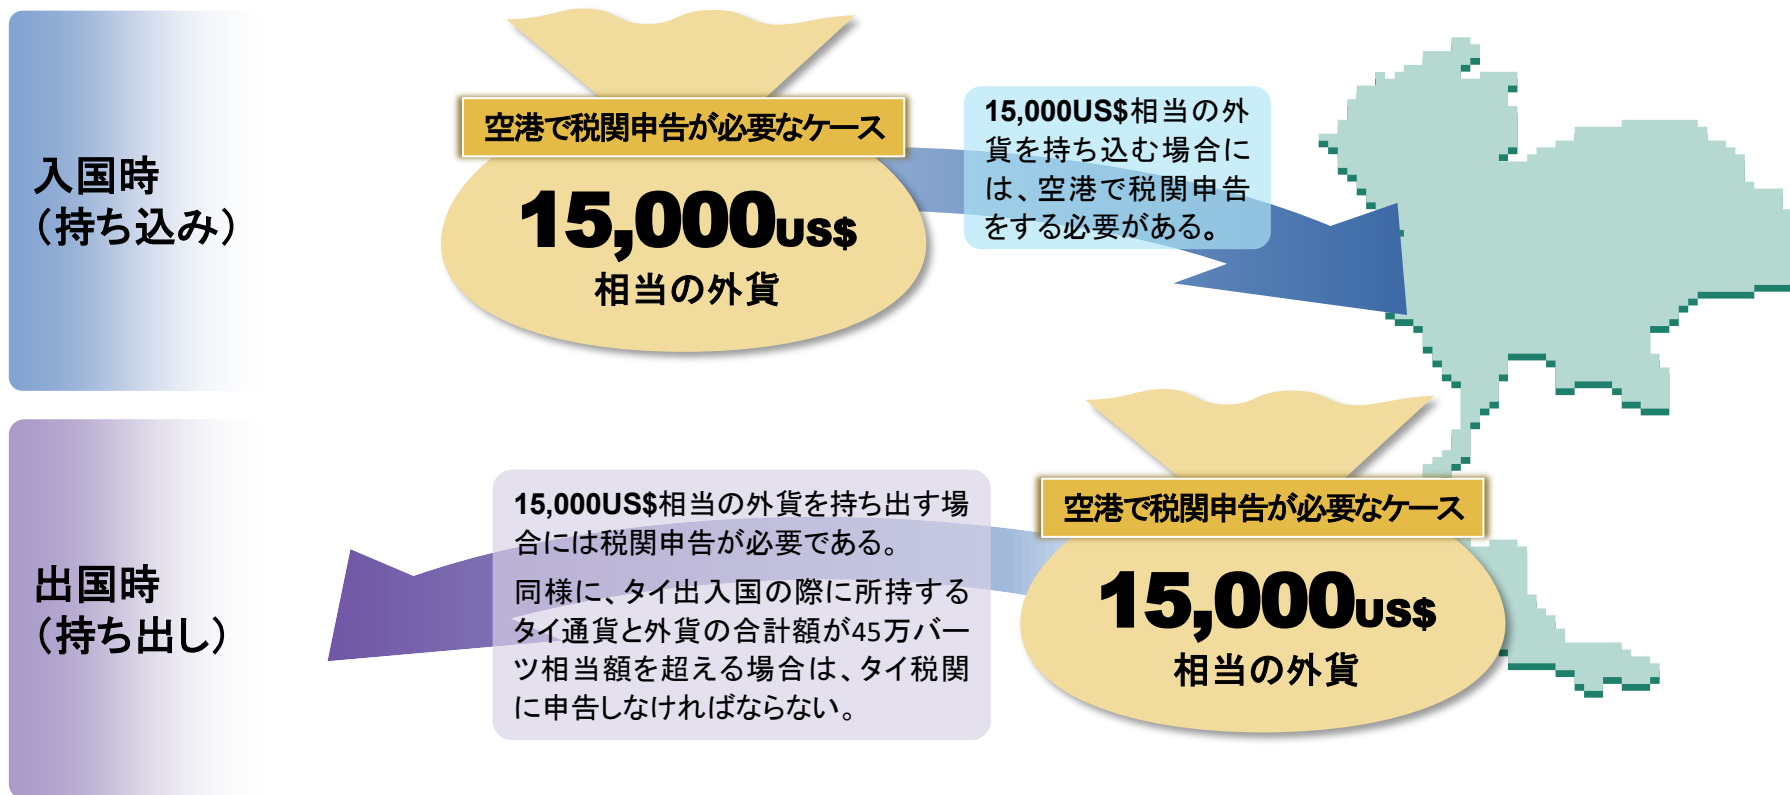 入国時
（持ち込み）
空港で税関申告が必要なケース
15,000US$
相当の外貨
15,000US$相当の外
貨を持ち込む場合に
は、空港で税関申告
をする必要がある。
出国時
（持ち出し）
15,000US$相当の外貨を持ち出す場
合には税関申告が必要である。
同様に、タイ出入国の際に所持する
タイ通貨と外貨の合計額が45万バー
ツ相当額を超える場合は、タイ税関
に申告しなければならない。
空港で税関申告が必要なケース
15,000US$
相当の外貨